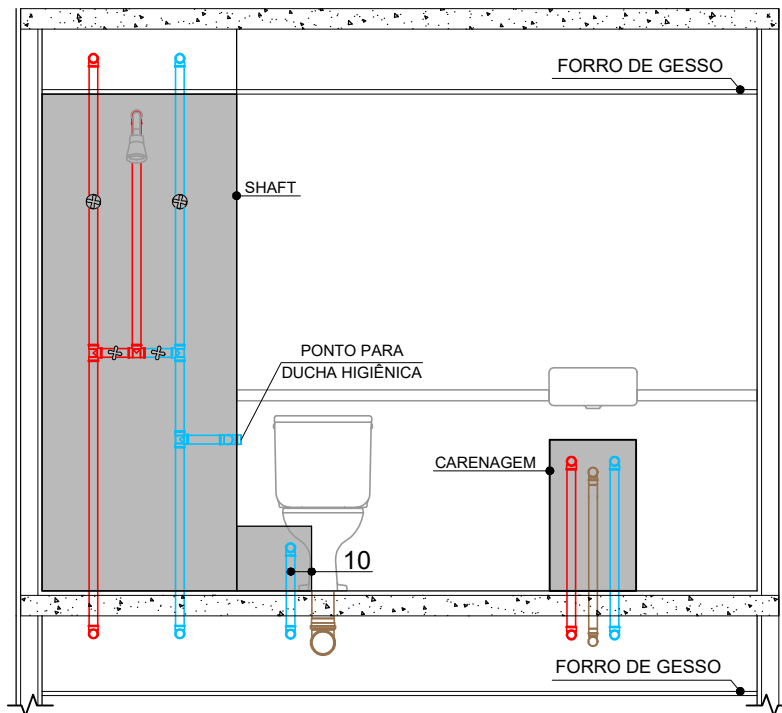 FORRO DE GESSO
SHAFT
PONTO PARA
DUCHA HIGIÊNICA
CARENAGEM
10
FORRO DE GESSO